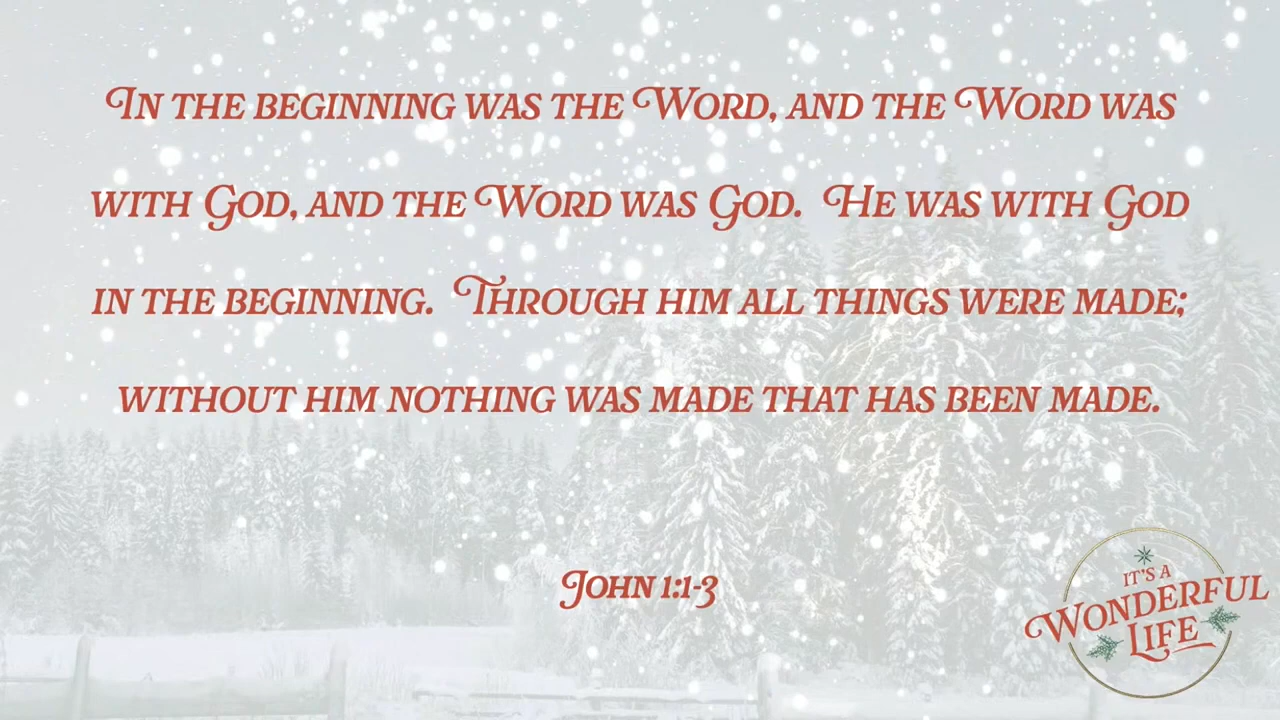 In the beginning was the Word, and the Word was
with God, and the Word was God. He was with God
in the beginning. Through him all things were made;
without him nothing was made that has been made.
John 1:1-3
It's a
Wonderful
Life